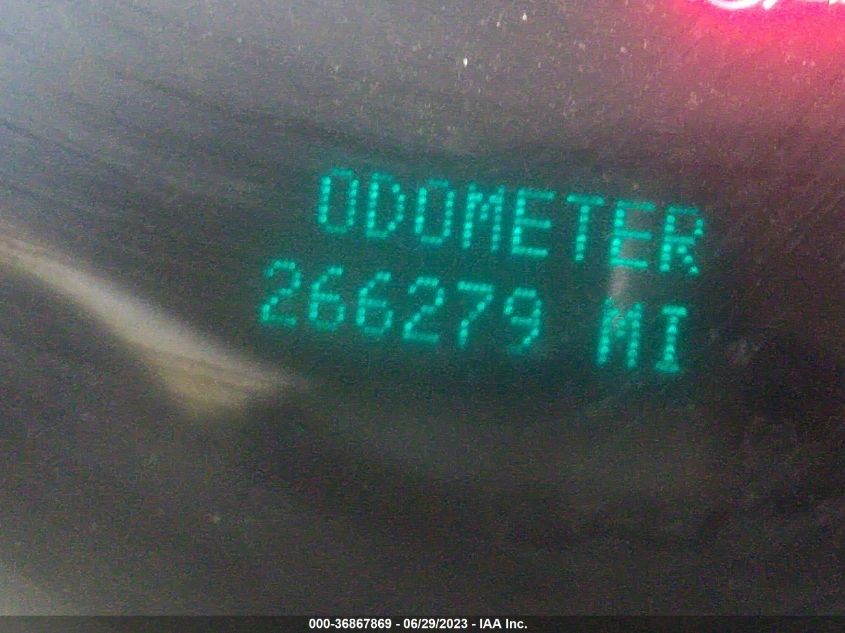 ODOMETER
266279 MI
000-36867869 - 06/29/2023 - IAA Inc.